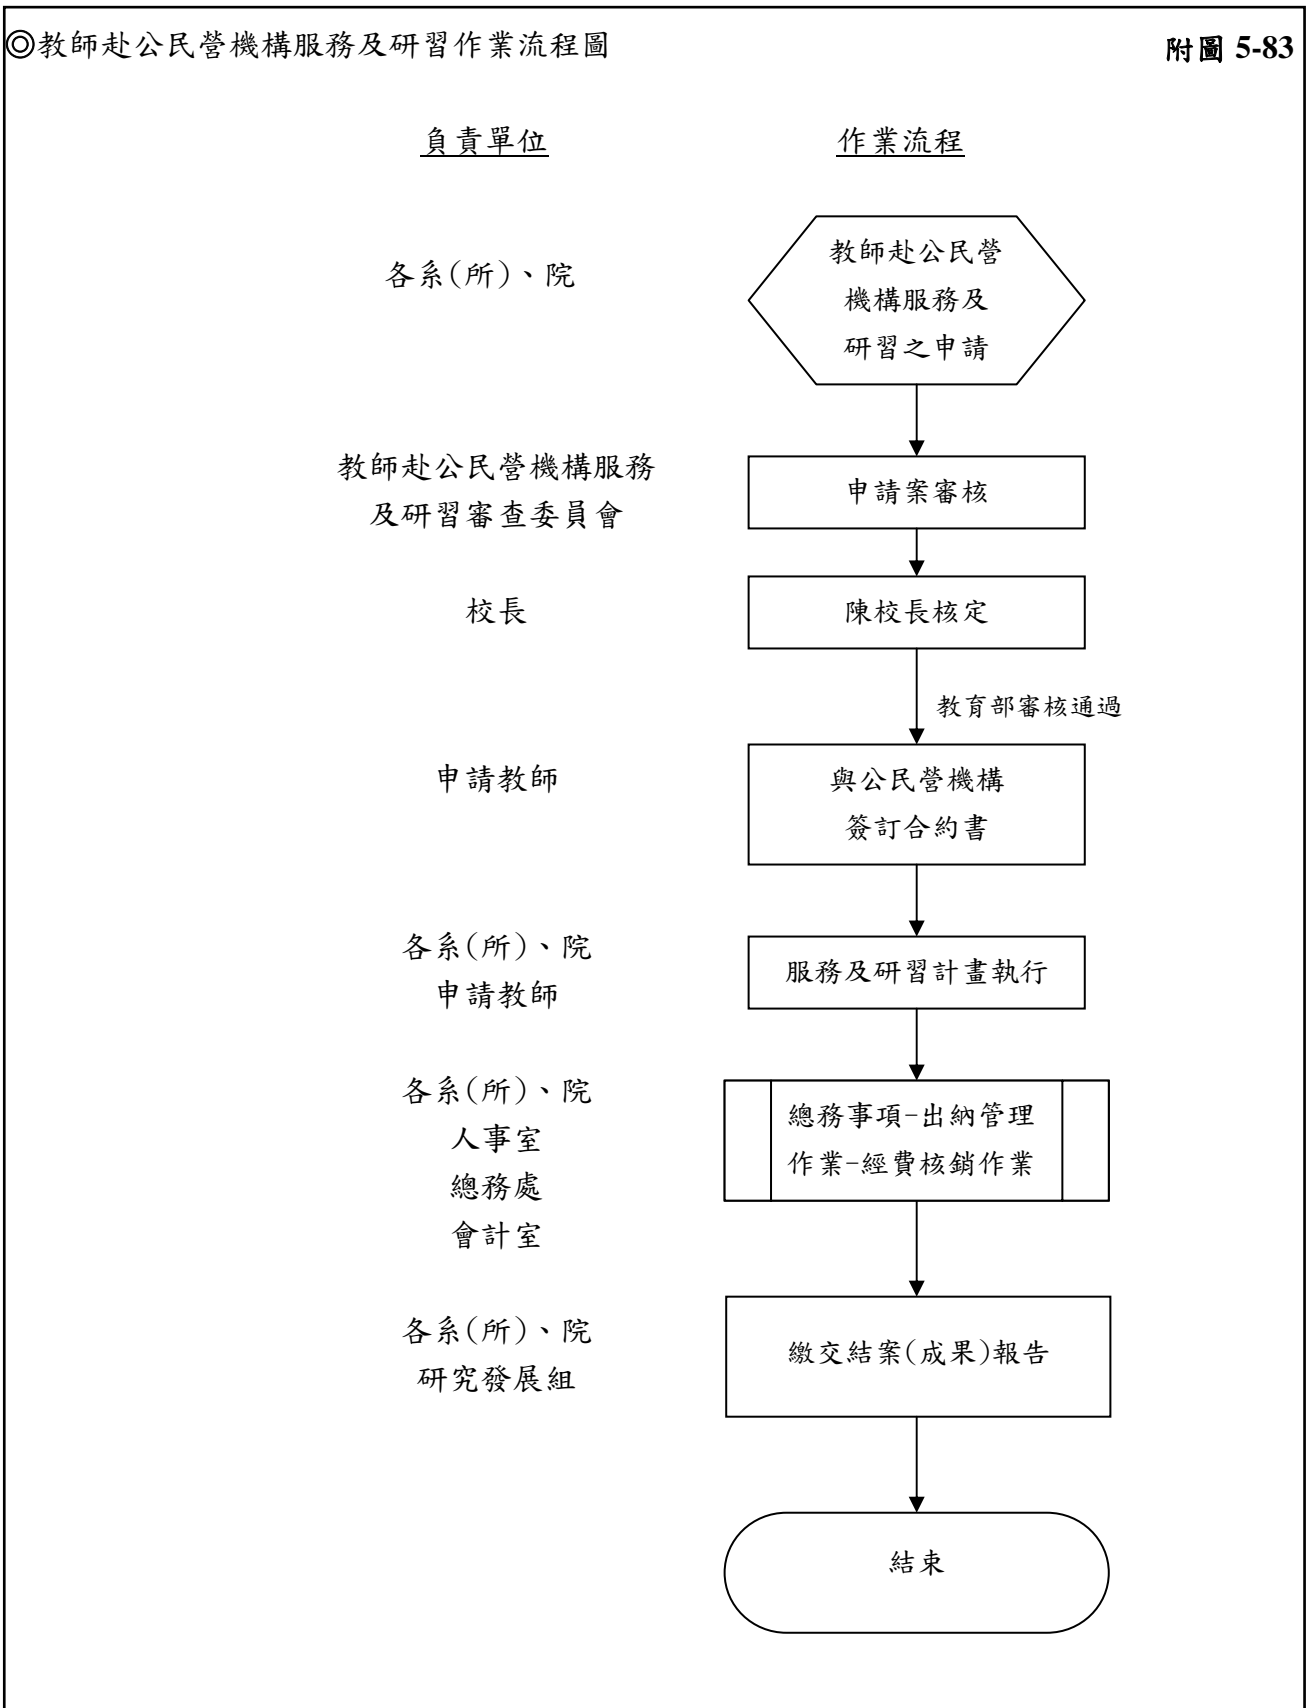 ◎教師赴公民營機構服務及研習作業流程圖
附圖 5-83
負責單位
作業流程
各系(所)、院
教師赴公民營
機構服務及
研習之申請
教師赴公民營機構服務
及研習審查委員會
申請案審核
校長
陳校長核定
教育部審核通過
申請教師
與公民營機構
簽訂合約書
各系(所)、院
申請教師
服務及研習計畫執行
各系(所)、院
人事室
總務處
會計室
總務事項-出納管理
作業-經費核銷作業
各系(所)、院
研究發展組
繳交結案(成果)報告
結束